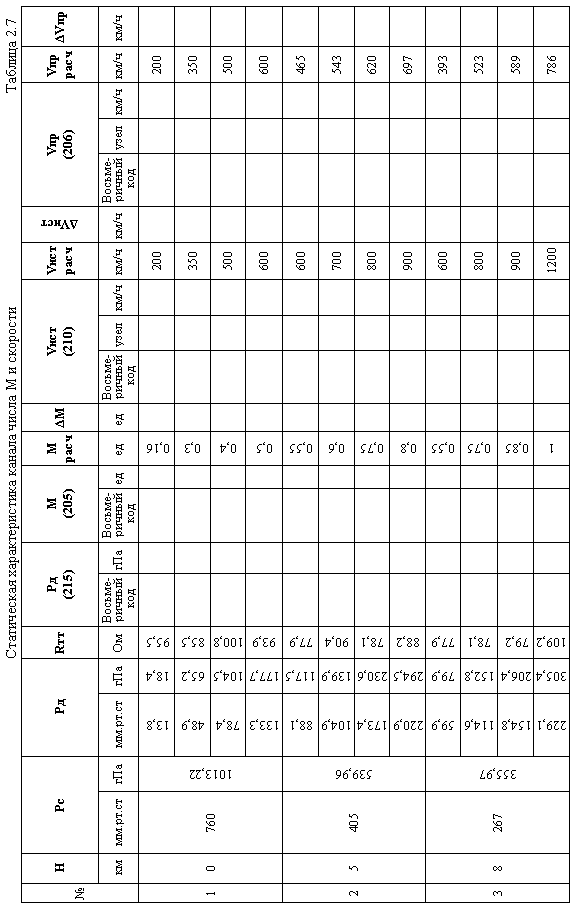 Таблица 2.7
Статическая характеристика канала числа М и скорости
№ H Pс Pд Rтт Pд (215) М (205) М расч ΔМ Vист (210) Vист расч ΔVист Vпр (206) Vпр расч ΔVпр
км мм.рт.ст гПа мм.рт.ст гПа Ом Восьме-ричный код гПа Восьме-ричный код ед ед ед Восьме-ричный код узел км/ч км/ч км/ч Восьме-ричный код узел км/ч км/ч км/ч
1 0 760 1013,22 13,8 18,4 95,5 0,16 200 200
48,9 65,2 85,5 0,3 350 350
78,4 104,5 100,8 0,4 500 500
133,3 177,7 93,9 0,5 600 600
2 5 405 539,96 88,1 117,5 77,9 0,55 600 465
104,9 139,9 90,4 0,6 700 543
173,4 230,6 78,1 0,75 800 620
220,9 294,5 88,2 0,8 900 697
3 8 267 355,97 59,9 79,9 77,9 0,55 600 393
114,6 152,8 78,1 0,75 800 523
154,8 206,4 79,2 0,85 900 589
229,1 305,4 109,2 1 1200 786